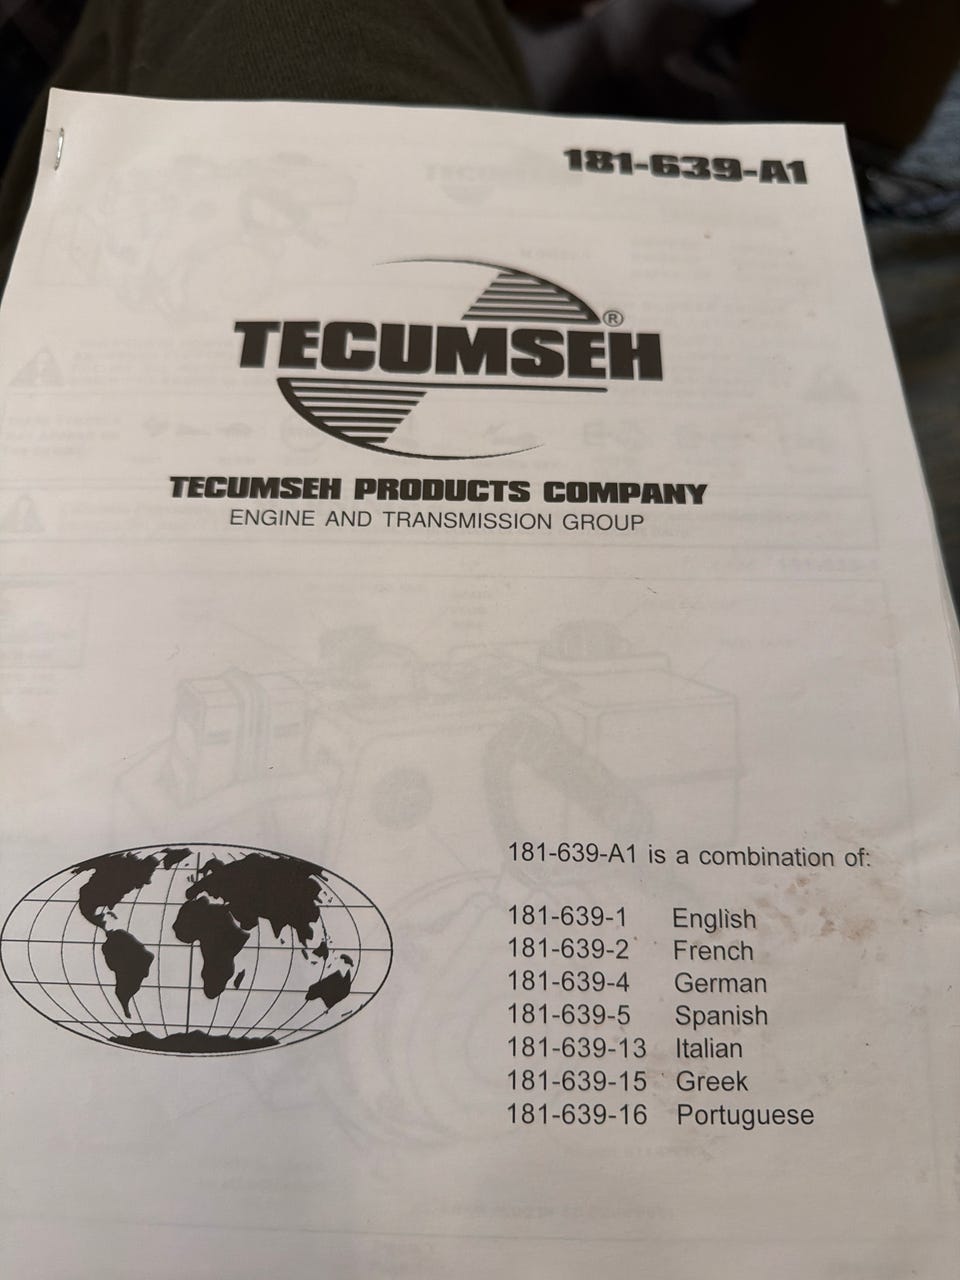 181-639-A1
TECUMSEH®
TECUMSEH PRODUCTS COMPANY
ENGINE AND TRANSMISSION GROUP
181-639-A1 is a combination of:
181-639-1 English
181-639-2 French
181-639-4 German
181-639-5 Spanish
181-639-13 Italian
181-639-15 Greek
181-639-16 Portuguese